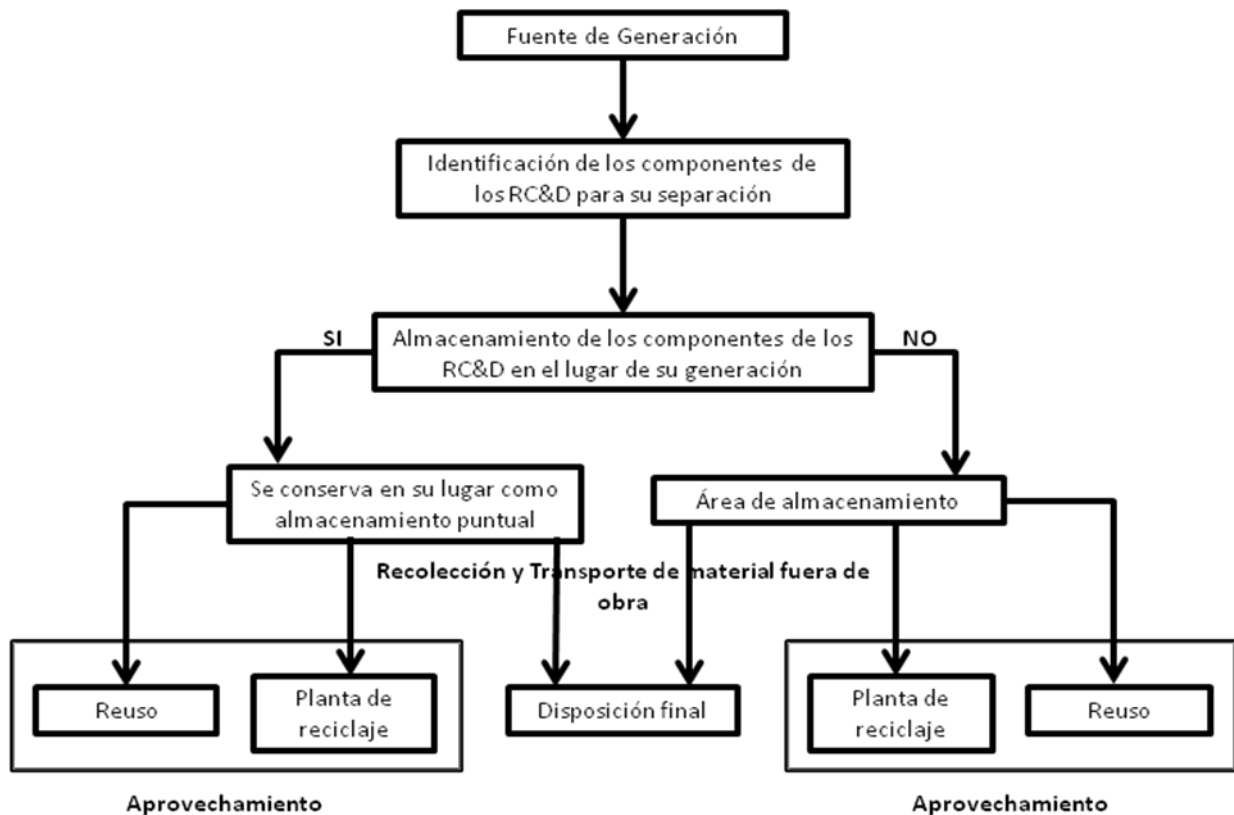 Fuente de Generación
Identificación de los componentes de
los RC&D para su separación
SI
Almacenamiento de los componentes de los
RC&D en el lugar de su generación
NO
Se conserva en su lugar como
almacenamiento puntual
Área de almacenamiento
Recolección y Transporte de material fuera de
obra
Reuso
Planta de
reciclaje
Disposición final
Planta de
reciclaje
Reuso
Aprovechamiento
Aprovechamiento